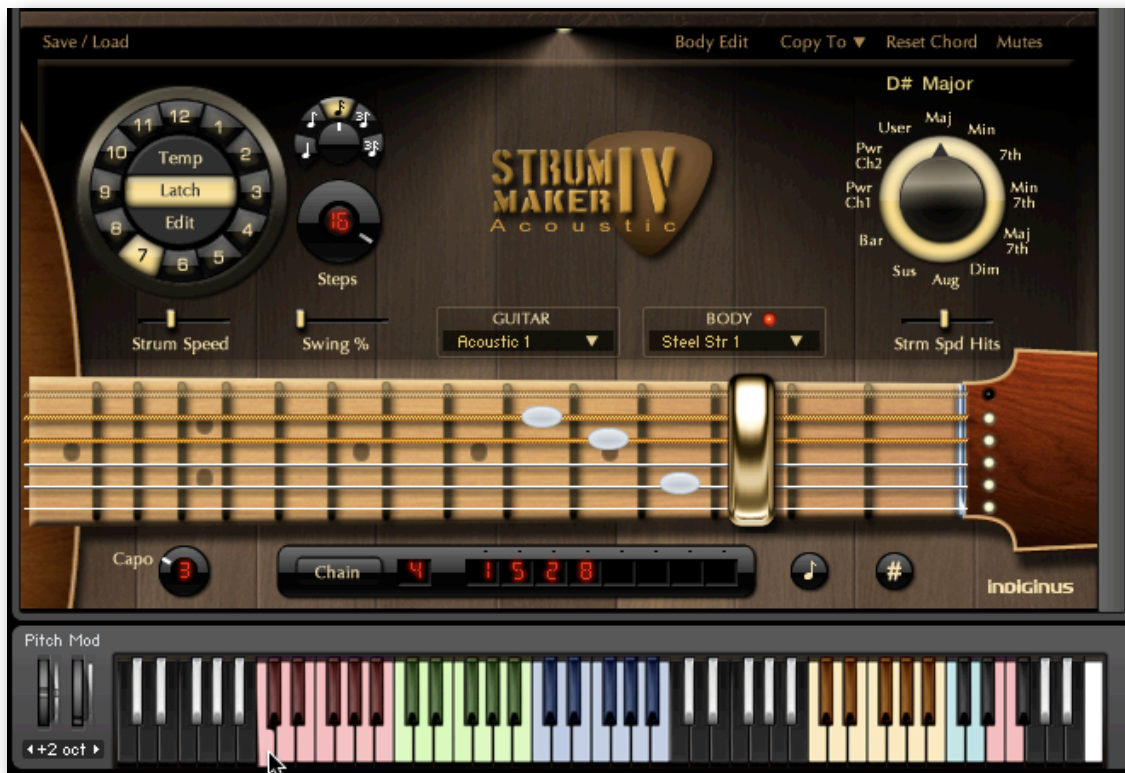 Save / Load
Body Edit
Copy To ▼
Reset Chord
Mutes
D# Major
12
1
2
3
4
5
6
7
8
9
10
11
Temp
Latch
Edit
3
3
16
Steps
STRUM IV
MAKER
Acoustic
Maj
Min
7th
Min
7th
Maj
7th
Dim
Aug
Sus
Bar
Pwr
Ch1
Pwr
Ch2
User
Strum Speed
Swing %
GUITAR
Acoustic 1 ▼
BODY
Steel Str 1 ▼
Strm Spd Hits
Capo
3
Chain
4
1 5 2 8
#
indiginus
Pitch Mod
+2 oct